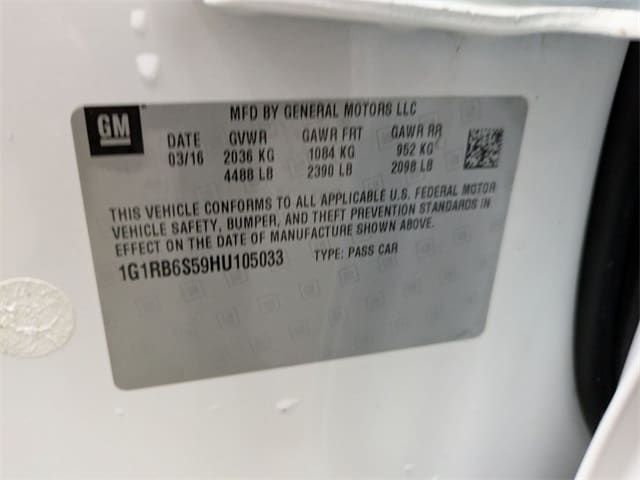 MFD BY GENERAL MOTORS LLC
GM
DATE GVWR GAWR FRT GAWR RR
03/16 2036 KG 1084 KG 952 KG
4488 LB 2390 LB 2098 LB
THIS VEHICLE CONFORMS TO ALL APPLICABLE U.S. FEDERAL MOTOR
VEHICLE SAFETY, BUMPER, AND THEFT PREVENTION STANDARDS IN
EFFECT ON THE DATE OF MANUFACTURE SHOWN ABOVE.
1G1RB6S59HU105033 TYPE: PASS CAR